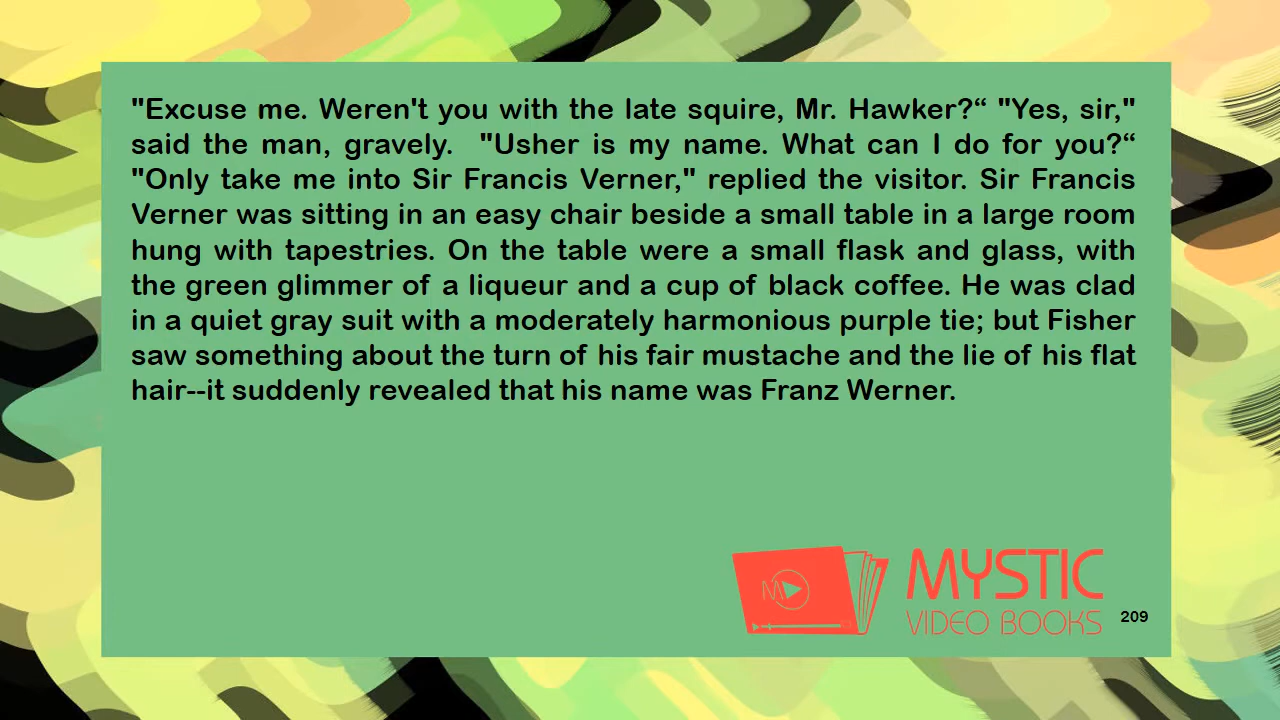 "Excuse me. Weren't you with the late squire, Mr. Hawker?“ "Yes, sir,"
said the man, gravely.  "Usher is my name. What can I do for you?“
"Only take me into Sir Francis Verner," replied the visitor. Sir Francis
Verner was sitting in an easy chair beside a small table in a large room
hung with tapestries. On the table were a small flask and glass, with
the green glimmer of a liqueur and a cup of black coffee. He was clad
in a quiet gray suit with a moderately harmonious purple tie; but Fisher
saw something about the turn of his fair mustache and the lie of his flat
hair--it suddenly revealed that his name was Franz Werner.
M
MYSTIC
VIDEO BOOKS
209